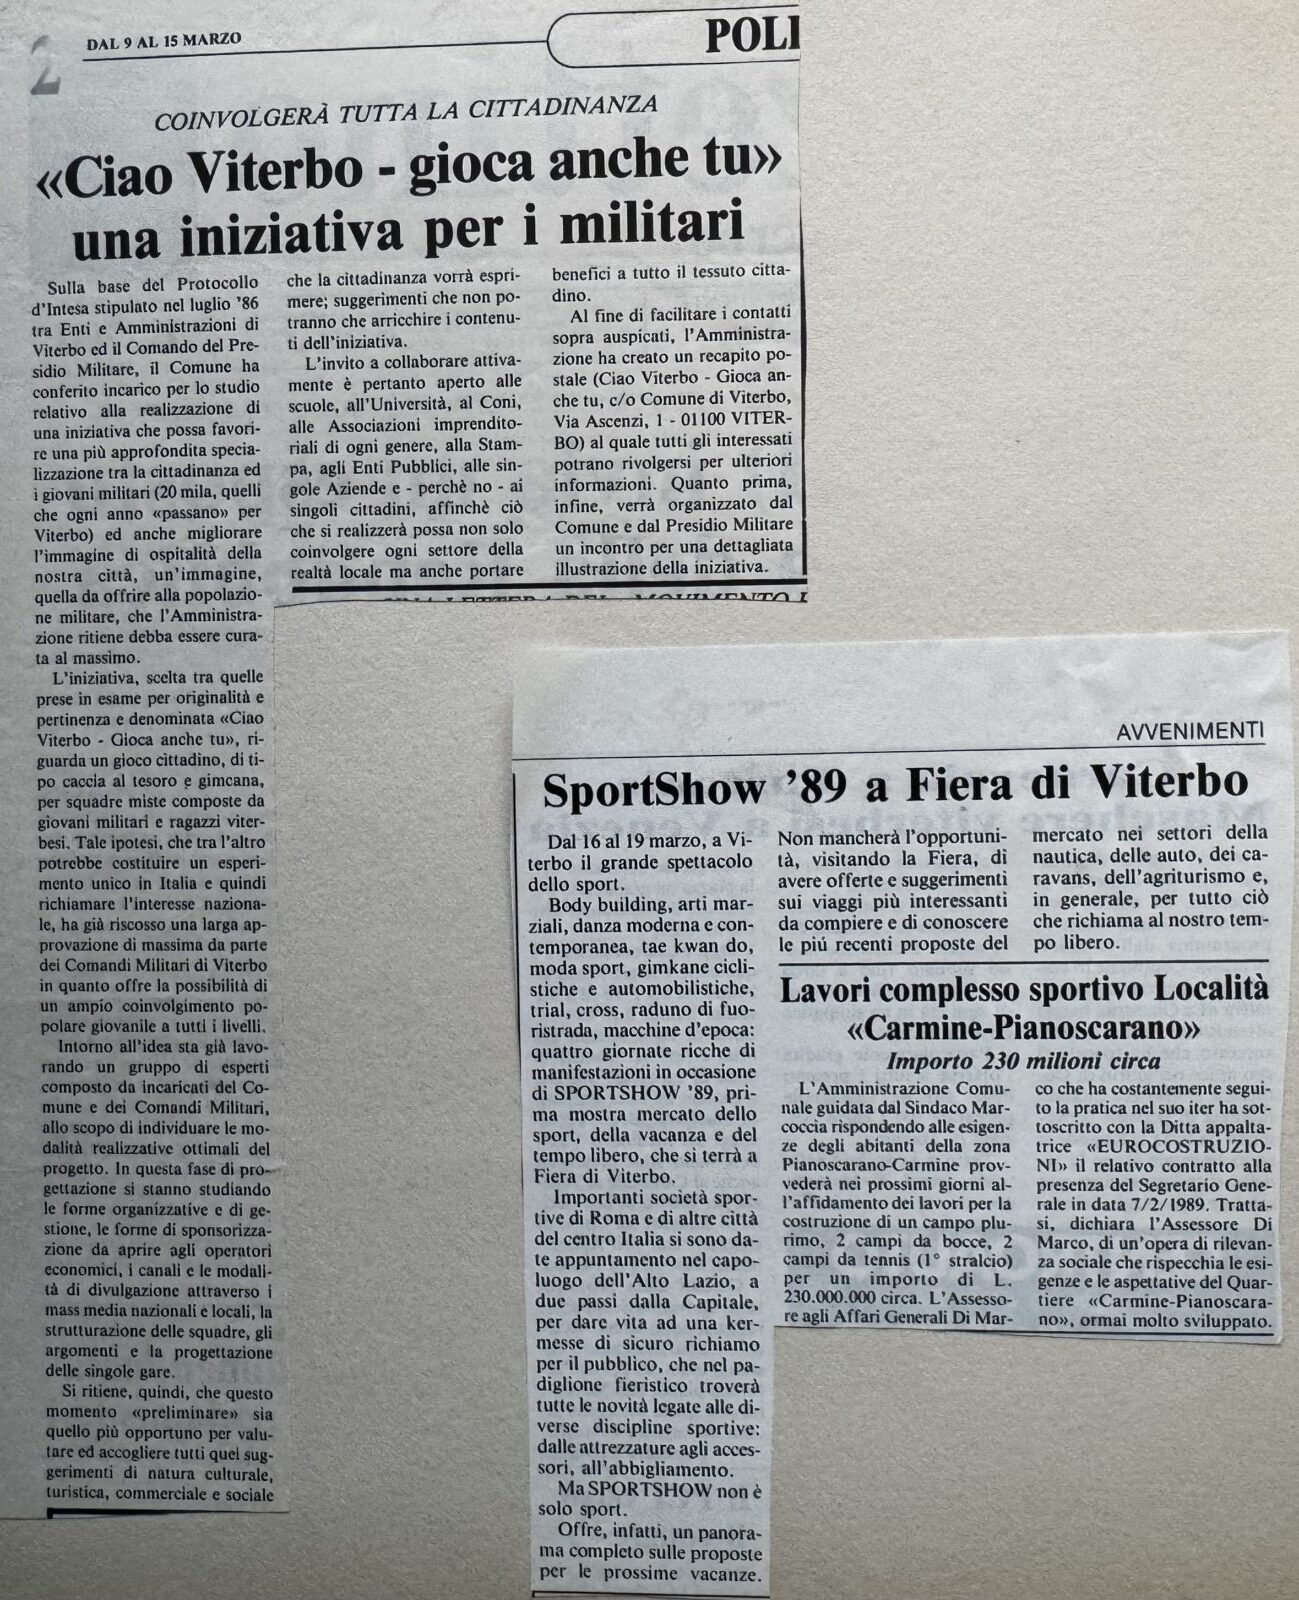 2
DAL 9 AL 15 MARZO
POLI
COINVOLGERÀ TUTTA LA CITTADINANZA
«Ciao Viterbo - gioca anche tu»
una iniziativa per i militari
Sulla base del Protocollo
d'Intesa stipulato nel luglio '86
tra Enti e Amministrazioni di
Viterbo ed il Comando del Pre-
sidio Militare, il Comune ha
conferito incarico per lo studio
relativo alla realizzazione di
una iniziativa che possa favori-
re una più approfondita specia-
lizzazione tra la cittadinanza ed
i giovani militari (20 mila, quelli
che ogni anno «passano» per
Viterbo) ed anche migliorare
l'immagine di ospitalità della
nostra città, un'immagine,
quella da offrire alla popolazio-
ne militare, che l'Amministra-
zione ritiene debba essere cura-
ta al massimo.
L'iniziativa, scelta tra quelle
prese in esame per originalità e
pertinenza e denominata «Ciao
Viterbo - Gioca anche tu», ri-
guarda un gioco cittadino, di ti-
po caccia al tesoro e gimcana,
per squadre miste composte da
giovani militari e ragazzi viter-
besi. Tale ipotesi, che tra l'altro
potrebbe costituire un esperi-
mento unico in Italia e quindi
richiamare l'interesse naziona-
le, ha già riscosso una larga ap-
provazione di massima da parte
dei Comandi Militari di Viterbo
in quanto offre la possibilità di
un ampio coinvolgimento po-
polare giovanile a tutti i livelli.
Intorno all'idea sta già lavo-
rando un gruppo di esperti
composto da incaricati del Co-
mune e dei Comandi Militari,
allo scopo di individuare le mo-
dalità realizzative ottimali del
progetto. In questa fase di pro-
gettazione si stanno studiando
le forme organizzative e di ge-
stione, le forme di sponsorizza-
zione da aprire agli operatori
economici, i canali e le modali-
tà di divulgazione attraverso i
mass media nazionali e locali, la
strutturazione delle squadre, gli
argomenti e la progettazione
delle singole gare.
Si ritiene, quindi, che questo
momento «preliminare» sia
quello più opportuno per valu-
tare ed accogliere tutti quei sug-
gerimenti di natura culturale,
turistica, commerciale e sociale
che la cittadinanza vorrà espri-
mere; suggerimenti che non po-
tranno che arricchire i contenu-
ti dell'iniziativa.
L'invito a collaborare attiva-
mente è pertanto aperto alle
scuole, all'Università, al Coni,
alle Associazioni imprendito-
riali di ogni genere, alla Stam-
pa, agli Enti Pubblici, alle sin-
gole Aziende e - perchè no - ai
singoli cittadini, affinchè ciò
che si realizzerà possa non solo
coinvolgere ogni settore della
realtà locale ma anche portare
benefici a tutto il tessuto citta-
dino.
Al fine di facilitare i contatti
sopra auspicati, l'Amministra-
zione ha creato un recapito po-
stale (Ciao Viterbo - Gioca an-
che tu, c/o Comune di Viterbo,
Via Ascenzi, 1 - 01100 VITER-
BO) al quale tutti gli interessati
potrano rivolgersi per ulteriori
informazioni. Quanto prima,
infine, verrà organizzato dal
Comune e dal Presidio Militare
un incontro per una dettagliata
illustrazione della iniziativa.
AVVENIMENTI
SportShow '89 a Fiera di Viterbo
Dal 16 al 19 marzo, a Vi-
terbo il grande spettacolo
dello sport.
Body building, arti mar-
ziali, danza moderna e con-
temporanea, tae kwan do,
moda sport, gimkane cicli-
stiche e automobilistiche,
trial, cross, raduno di fuo-
ristrada, macchine d'epoca:
quattro giornate ricche di
manifestazioni in occasione
di SPORTSHOW '89, pri-
ma mostra mercato dello
sport, della vacanza e del
tempo libero, che si terrà a
Fiera di Viterbo.
Importanti società spor-
tive di Roma e di altre città
del centro Italia si sono da-
te appuntamento nel capo-
luogo dell'Alto Lazio, a
due passi dalla Capitale,
per dare vita ad una ker-
messe di sicuro richiamo
per il pubblico, che nel pa-
diglione fieristico troverà
tutte le novità legate alle di-
verse discipline sportive:
dalle attrezzature agli acces-
sori, all'abbigliamento.
Ma SPORTSHOW non è
solo sport.
Offre, infatti, un panora-
ma completo sulle proposte
per le prossime vacanze.
Non mancherà l'opportuni-
tà, visitando la Fiera, di
avere offerte e suggerimenti
sui viaggi più interessanti
da compiere e di conoscere
le piú recenti proposte del
mercato nei settori della
nautica, delle auto, dei ca-
ravans, dell'agriturismo e,
in generale, per tutto ciò
che richiama al nostro tem-
po libero.
Lavori complesso sportivo Località
«Carmine-Pianoscarano»
Importo 230 milioni circa
L'Amministrazione Comu-
nale guidata dal Sindaco Mar-
coccia rispondendo alle esigen-
ze degli abitanti della zona
Pianoscarano-Carmine provv-
vederà nei prossimi giorni al-
l'affidamento dei lavori per la
costruzione di un campo plu-
rimo, 2 campi da bocce, 2
campi da tennis (1° stralcio)
per un importo di L.
230.000.000 circa. L'Assesso-
re agli Affari Generali Di Mar-
co che ha costantemente segui-
to la pratica nel suo iter ha sot-
toscritto con la Ditta appalta-
trice «EUROCOSTRUZIO-
NI» il relativo contratto alla
presenza del Segretario Gene-
rale in data 7/2/1989. Tratta-
si, dichiara l'Assessore Di
Marco, di un'opera di rilevan-
za sociale che rispecchia le esi-
genze e le aspettative del Quar-
tiere «Carmine-Pianoscara-
no», ormai molto sviluppato.